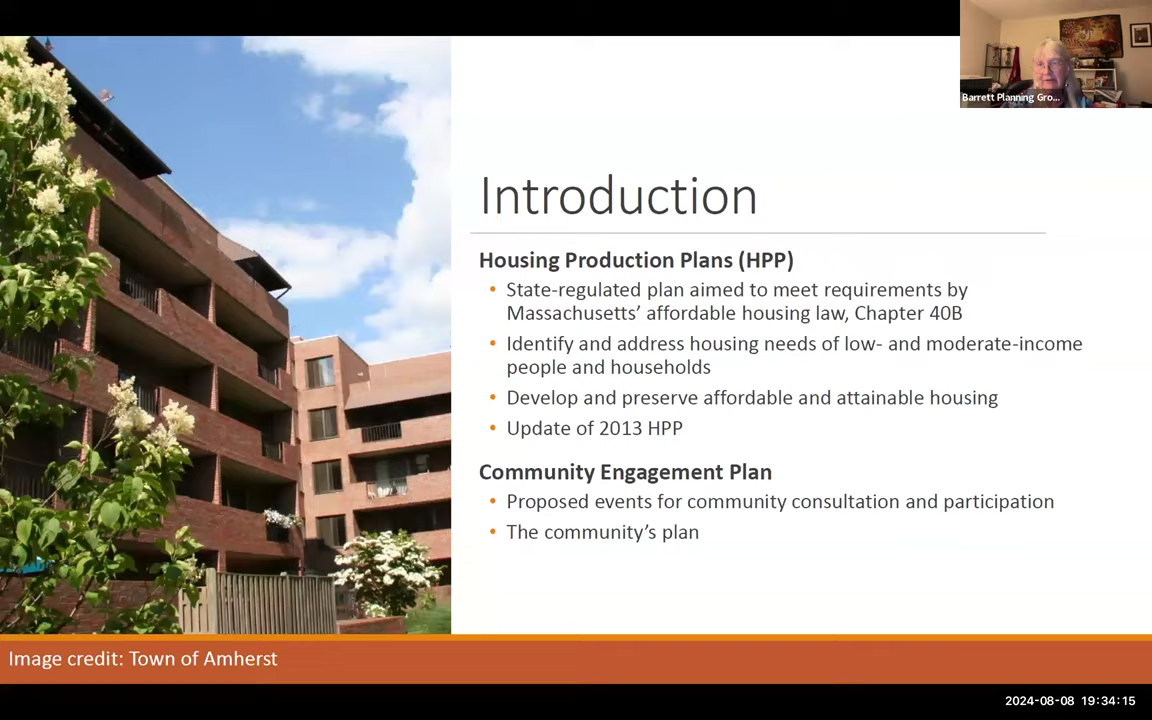 Barrett Planning Gro...
Introduction
Housing Production Plans (HPP)
• State-regulated plan aimed to meet requirements by
Massachusetts’ affordable housing law, Chapter 40B
• Identify and address housing needs of low- and moderate-income
people and households
• Develop and preserve affordable and attainable housing
• Update of 2013 HPP
Community Engagement Plan
• Proposed events for community consultation and participation
• The community’s plan
Image credit: Town of Amherst
2024-08-08 19:34:15